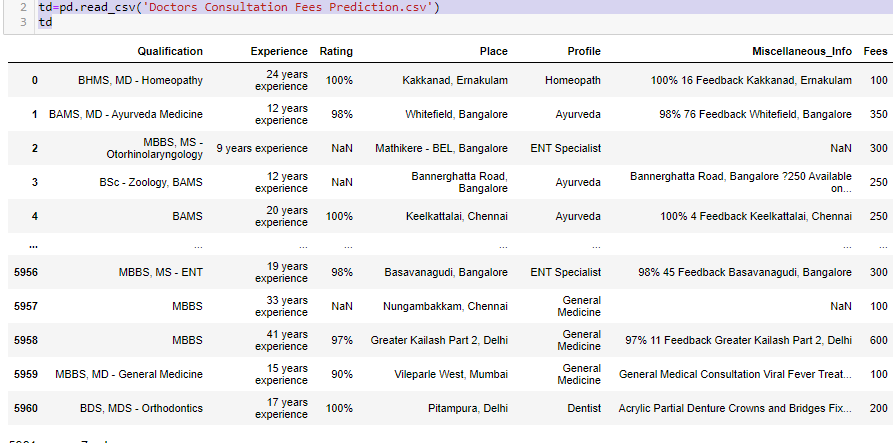 2 td=pd.read_csv('Doctors Consultation Fees Prediction.csv')
3 td
Qualification Experience Rating Place Profile Miscellaneous_Info Fees
0 BHMS, MD - Homeopathy 24 years experience 100% Kakkanad, Ernakulam Homeopath 100% 16 Feedback Kakkanad, Ernakulam 100
1 BAMS, MD - Ayurveda Medicine 12 years experience 98% Whitefield, Bangalore Ayurveda 98% 76 Feedback Whitefield, Bangalore 350
2 MBBS, MS - Otorhinolaryngology 9 years experience NaN Mathikere - BEL, Bangalore ENT Specialist NaN 300
3 BSc - Zoology, BAMS 12 years experience NaN Bannerghatta Road, Bangalore Ayurveda Bannerghatta Road, Bangalore ?250 Available on... 250
4 BAMS 20 years experience 100% Keelkattalai, Chennai Ayurveda 100% 4 Feedback Keelkattalai, Chennai 250
... ... ... ... ... ... ... ...
5956 MBBS, MS - ENT 19 years experience 98% Basavanagudi, Bangalore ENT Specialist 98% 45 Feedback Basavanagudi, Bangalore 300
5957 MBBS 33 years experience NaN Nungambakkam, Chennai General Medicine NaN 100
5958 MBBS 41 years experience 97% Greater Kailash Part 2, Delhi General Medicine 97% 11 Feedback Greater Kailash Part 2, Delhi 600
5959 MBBS, MD - General Medicine 15 years experience 90% Vileparle West, Mumbai General Medicine General Medical Consultation Viral Fever Treat... 100
5960 BDS, MDS - Orthodontics 17 years experience 100% Pitampura, Delhi Dentist Acrylic Partial Denture Crowns and Bridges Fix... 200